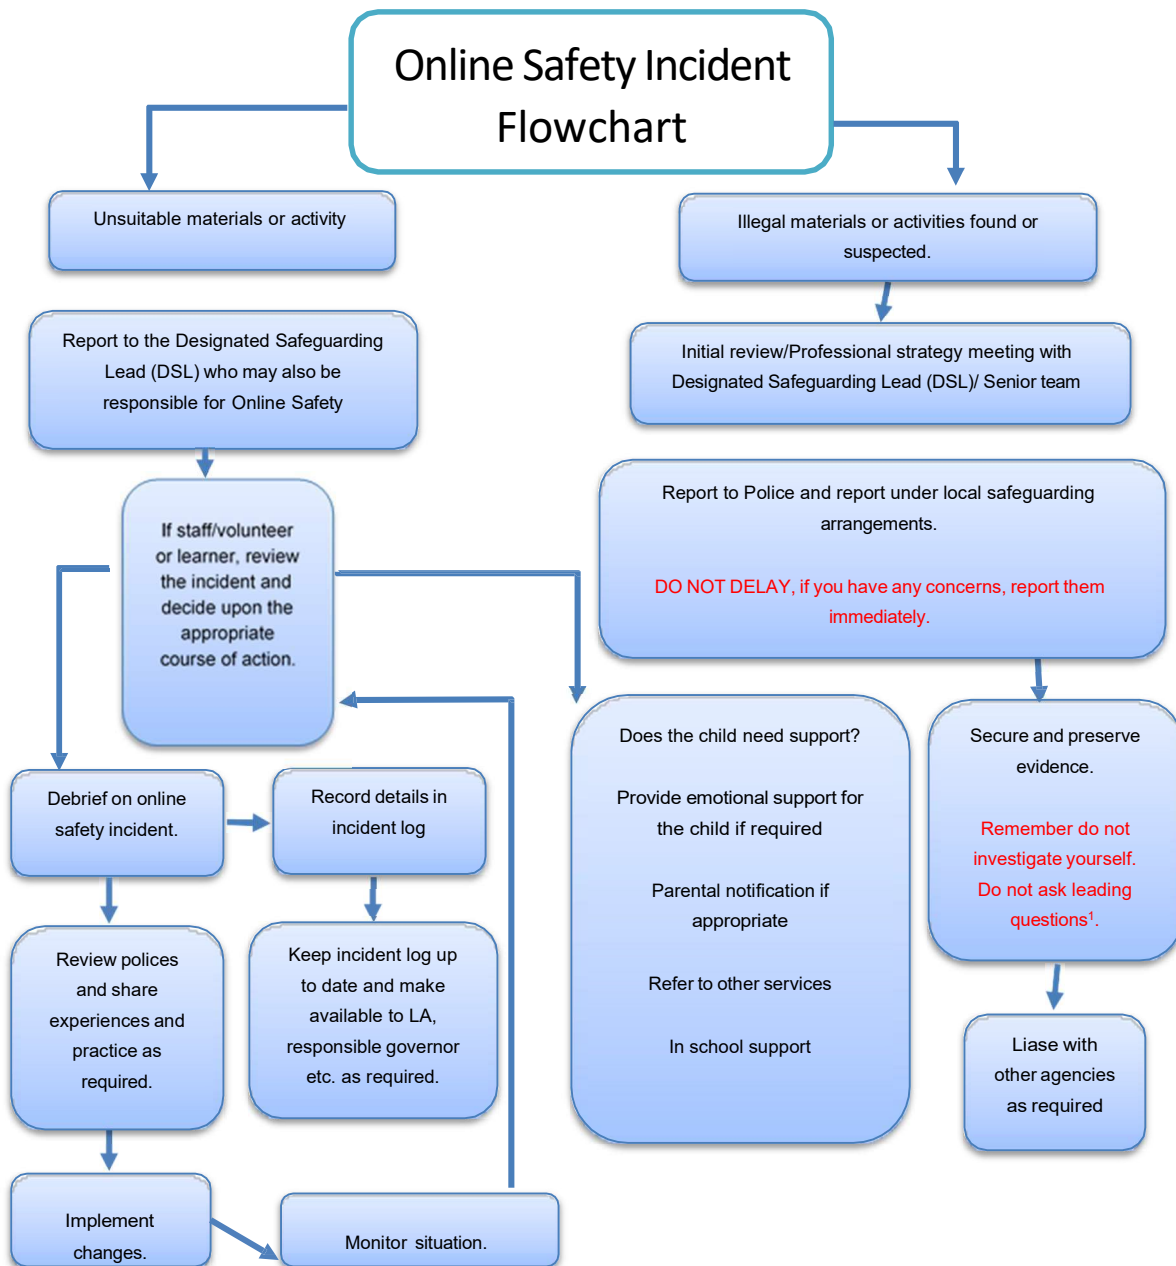 Online Safety Incident
Flowchart
Unsuitable materials or activity
Report to the Designated Safeguarding
Lead (DSL) who may also be
responsible for Online Safety
If staff/volunteer
or learner, review
the incident and
decide upon the
appropriate
course of action.
Debrief on online
safety incident.
Record details in
incident log
Review polices
and share
experiences and
practice as
required.
Keep incident log up
to date and make
available to LA,
responsible governor
etc. as required.
Implement
changes.
Monitor situation.
Illegal materials or activities found or
suspected.
Initial review/Professional strategy meeting with
Designated Safeguarding Lead (DSL)/ Senior team
Report to Police and report under local safeguarding
arrangements.
DO NOT DELAY, if you have any concerns, report them
immediately.
Does the child need support?
Provide emotional support for
the child if required
Parental notification if
appropriate
Refer to other services
In school support
Secure and preserve
evidence.
Remember do not
investigate yourself.
Do not ask leading
questions¹.
Liase with
other agencies
as required